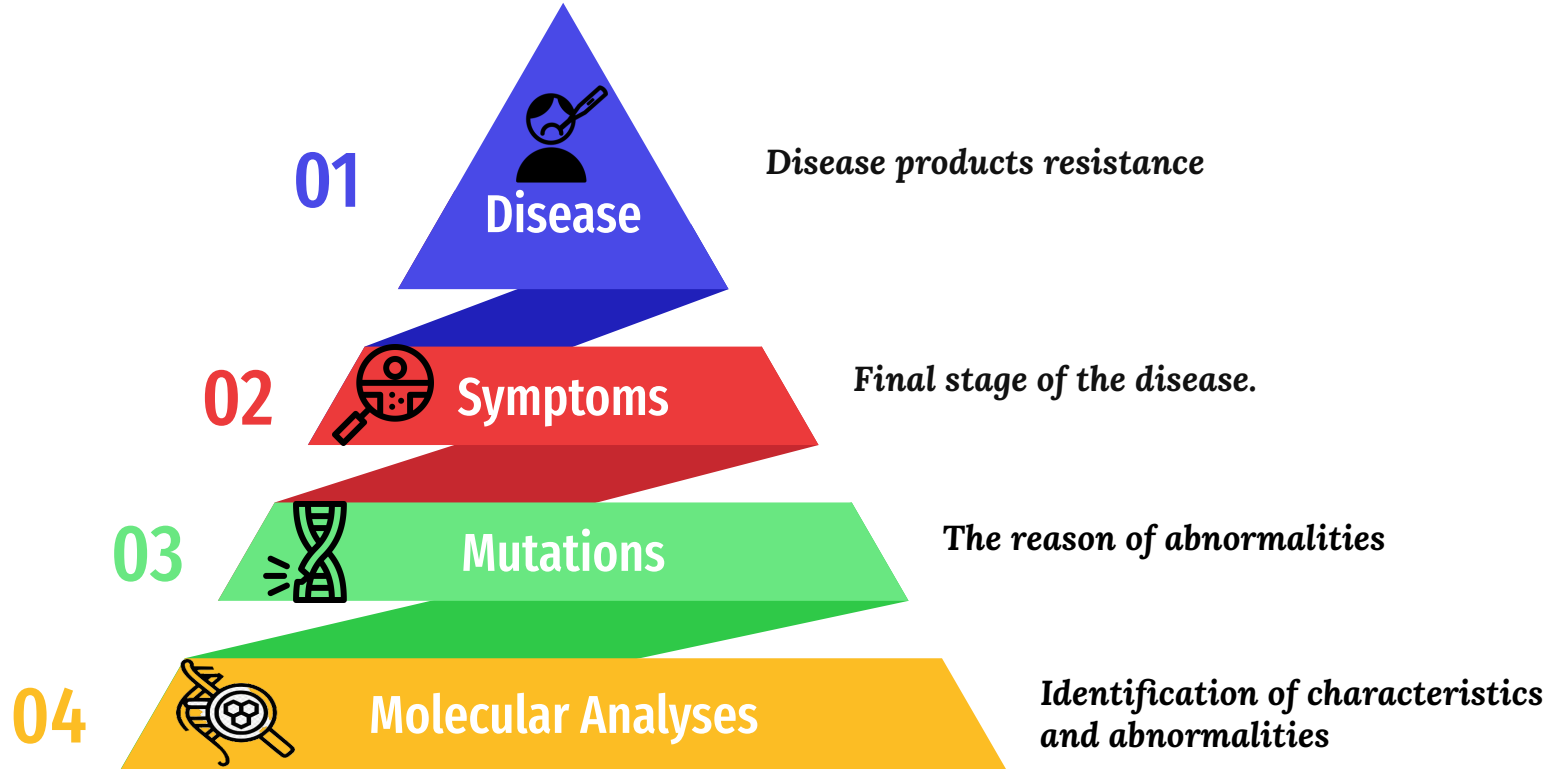 01
Disease
Disease products resistance
02
Symptoms
Final stage of the disease.
03
Mutations
The reason of abnormalities
04
Molecular Analyses
Identification of characteristics
and abnormalities